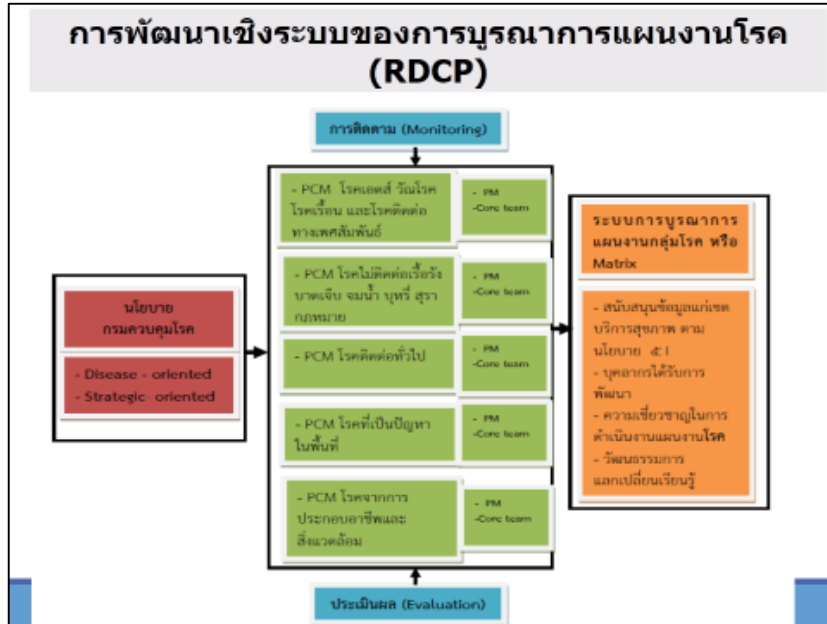 การพัฒนาเชิงระบบของการบูรณาการแผนงานโรค
(RDCP)
การติดตาม (Monitoring)
นโยบาย
กรมควบคุมโรค
- Disease - oriented
- Strategic- oriented
- PCM โรคเอดส์ วัณโรค
โรคเรื้อน และโรคติดต่อ
ทางเพศสัมพันธ์
- PM
-Core team
- PCM โรคไม่ติดต่อเรื้อรัง
บาดเจ็บ จมน้ำ บุหรี่ สุรา
กฎหมาย
- PM
-Core team
- PCM โรคติดต่อทั่วไป
- PM
-Core team
- PCM โรคที่เป็นปัญหา
ในพื้นที่
- PM
-Core team
- PCM โรคจากการ
ประกอบอาชีพและ
สิ่งแวดล้อม
- PM
-Core team
ระบบการบูรณาการ
แผนงานกลุ่มโรค หรือ
Matrix
- สนับสนุนข้อมูลแก่เขต
บริการสุขภาพ ตาม
นโยบาย ๕ I
- บุคลากรได้รับการ
พัฒนา
- ความเชี่ยวชาญในการ
ดำเนินงานแผนงานโรค
- วัฒนธรรมการ
แลกเปลี่ยนเรียนรู้
ประเมินผล (Evaluation)